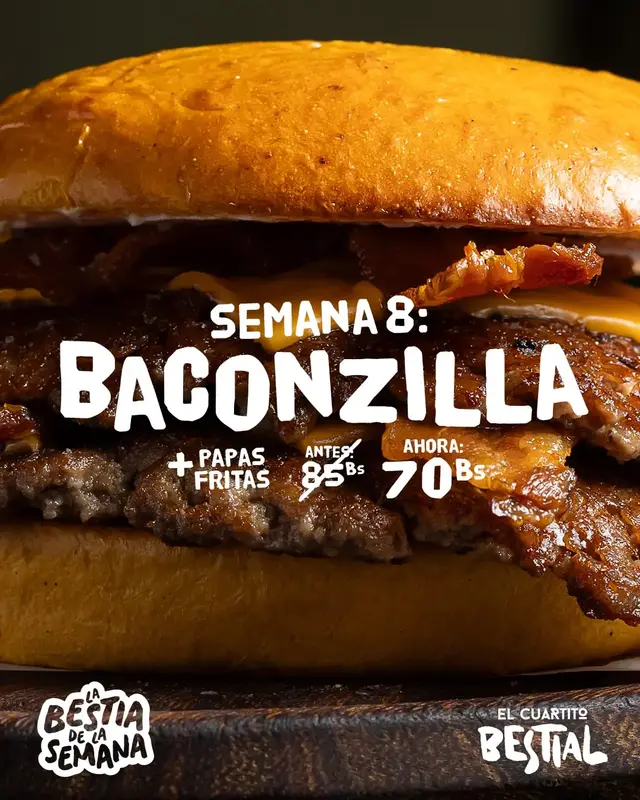 SEMANA 8:
BACONZILLA
+ PAPAS FRITAS
ANTES:
85Bs
AHORA:
70Bs
LA
BESTIA
DE LA
SEMANA
EL CUARTITO
BESTIAL